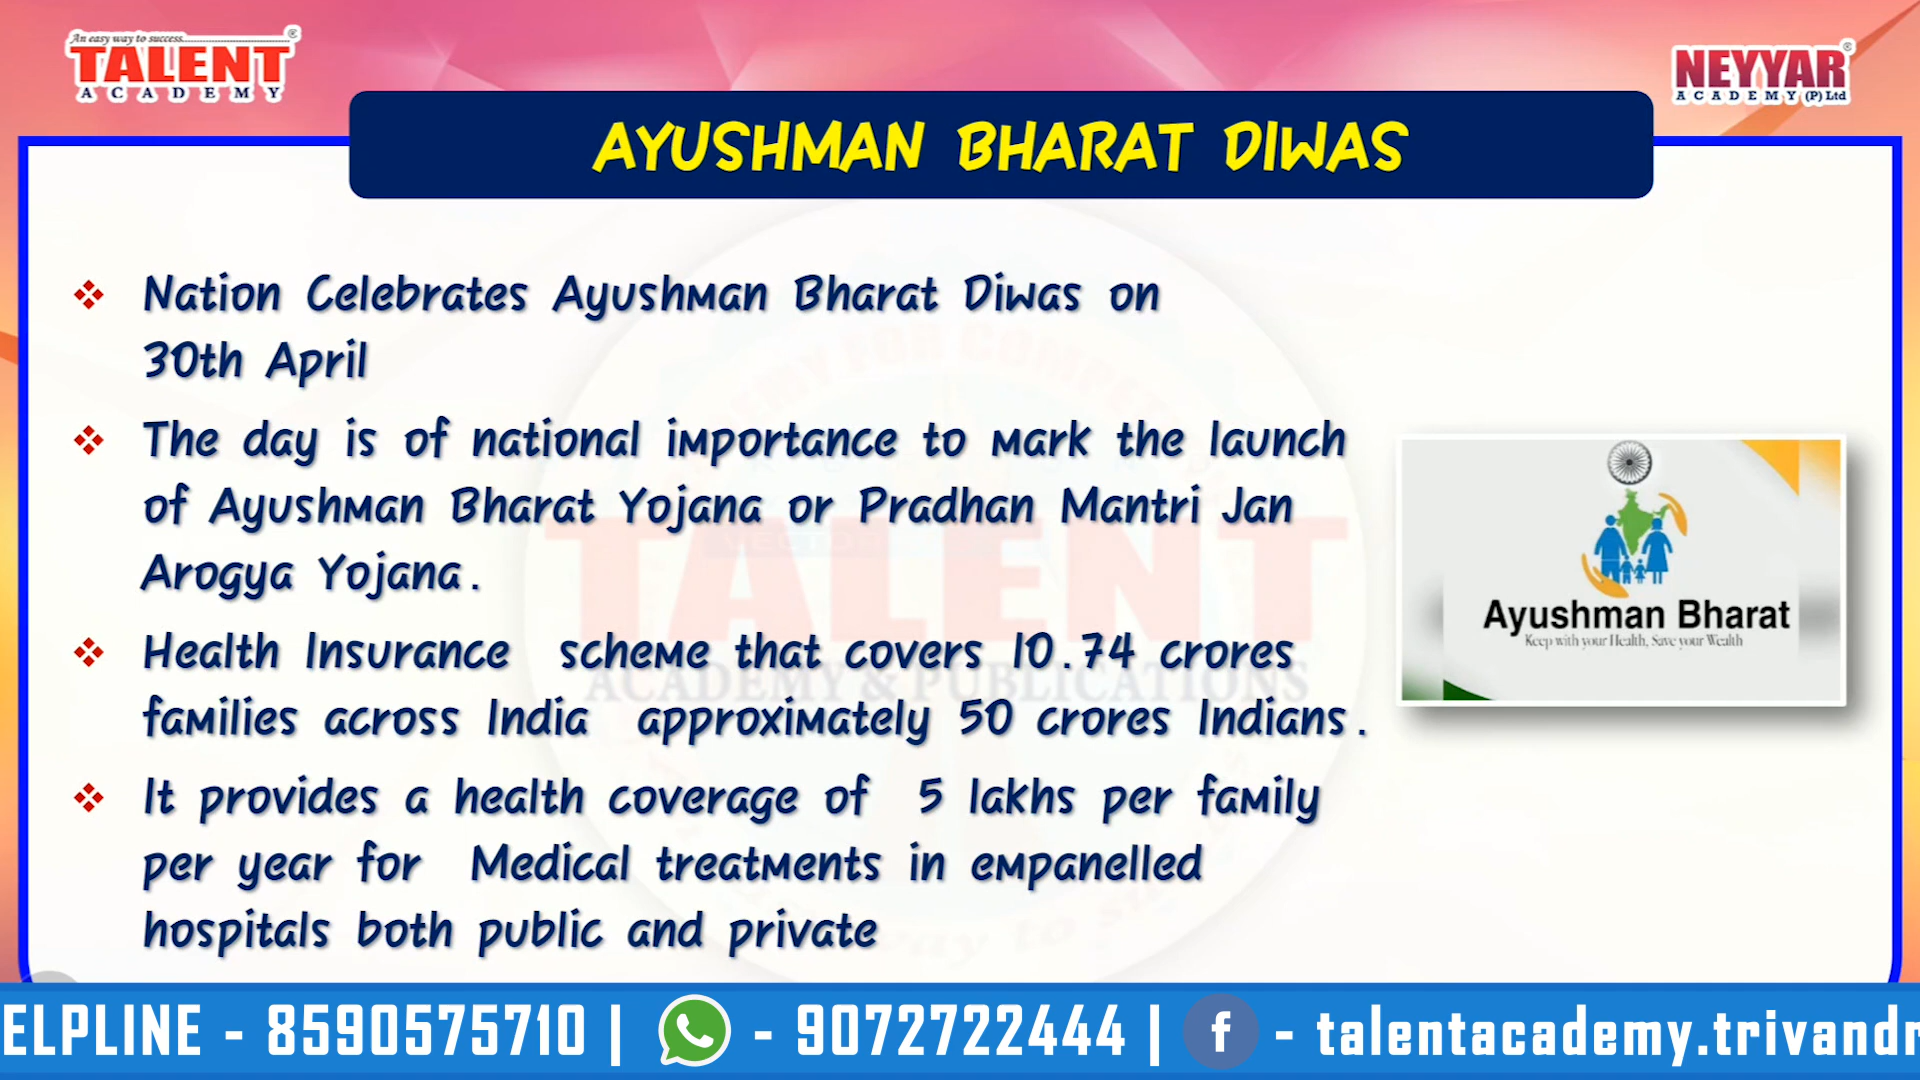 An easy way to success
TALENT
ACADEMY
NEYYAR
ACADEMY (P) Ltd
AYUSHMAN BHARAT DIWAS
Nation Celebrates Ayushman Bharat Diwas on
30th April
The day is of national importance to mark the launch
of Ayushman Bharat Yojana or Pradhan Mantri Jan
Arogya Yojana.
Health Insurance scheme that covers 10.74 crores
families across India approximately 50 crores Indians.
It provides a health coverage of 5 lakhs per family
per year for Medical treatments in empanelled
hospitals both public and private
Ayushman Bharat
Keep with your Health, Save your Wealth
TALENT
ACADEMY & PUBLICATIONS
ELPLINE - 8590575710 | - 9072722444 | f - talentacademy.trivandr